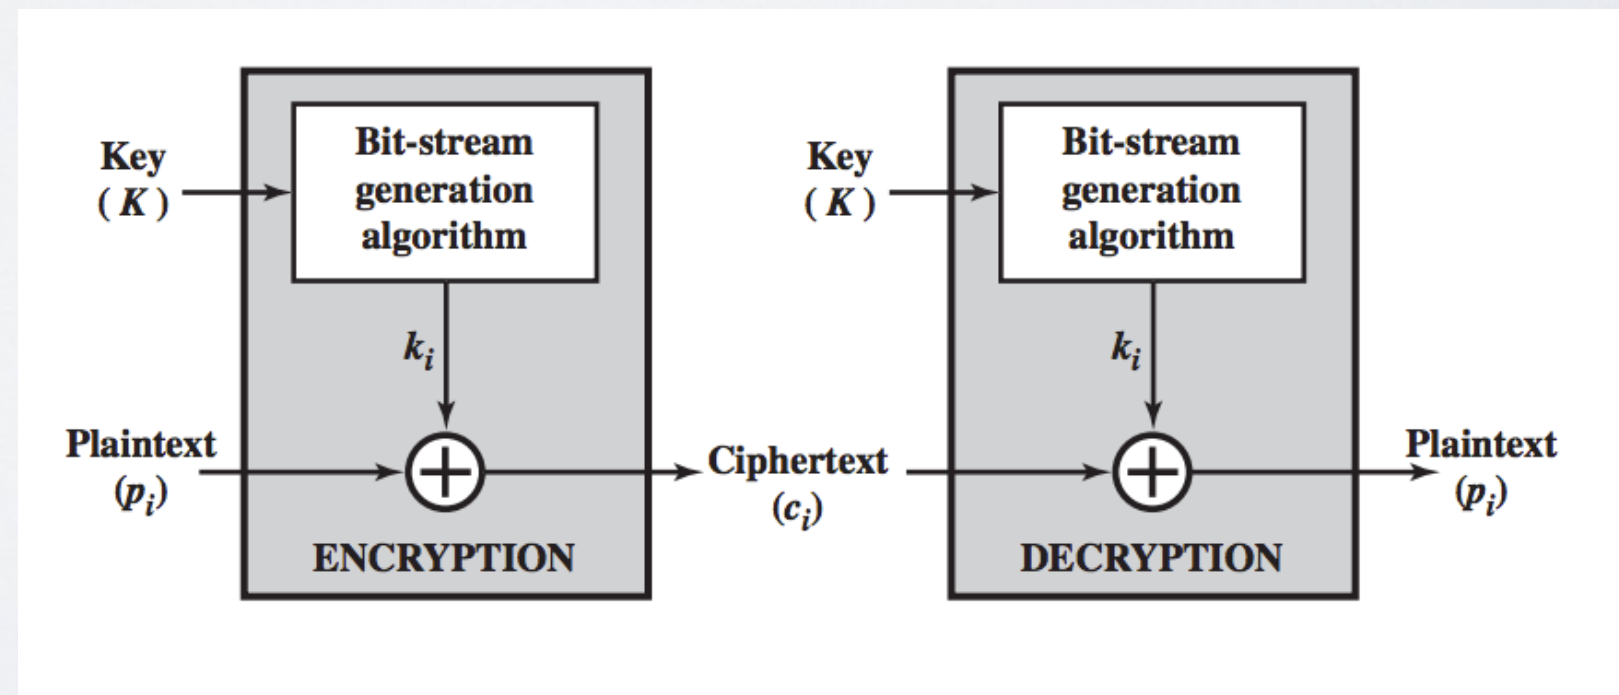 Key
( K )
Bit-stream
generation
algorithm
k_i
Plaintext
(p_i)
ENCRYPTION
Ciphertext
(c_i)
Key
( K )
Bit-stream
generation
algorithm
k_i
DECRYPTION
Plaintext
(p_i)